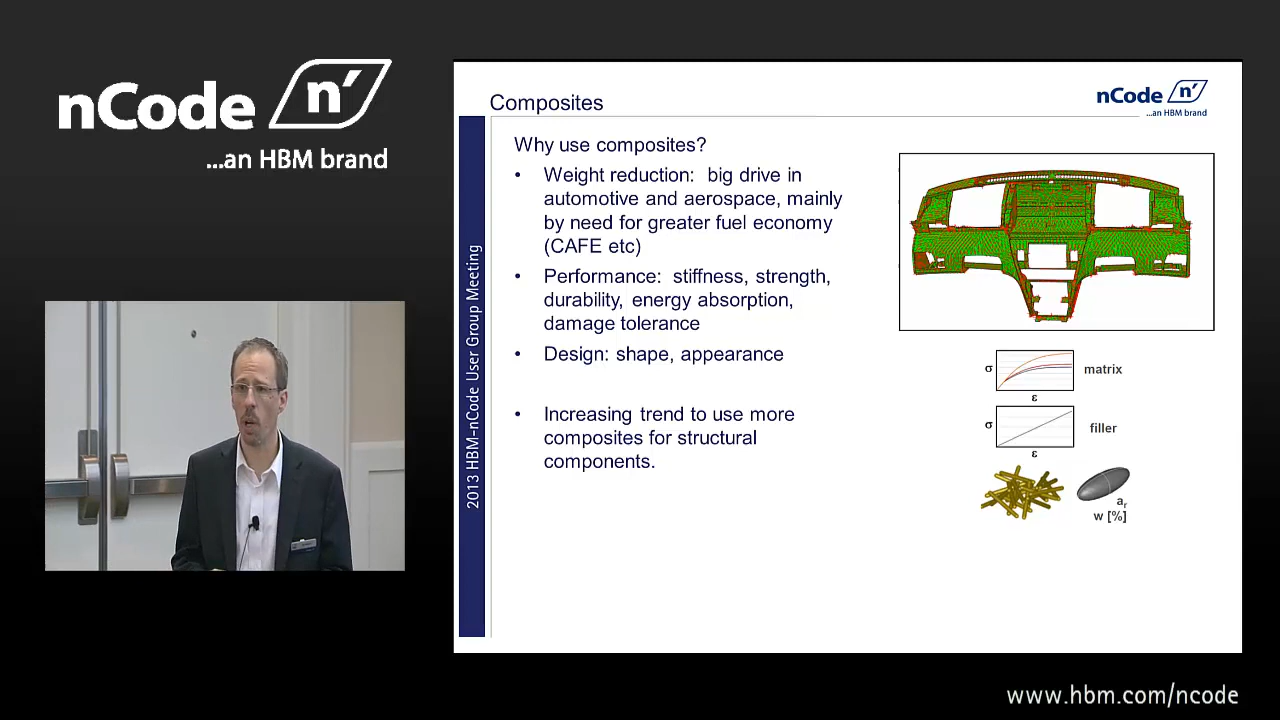 nCode n'
...an HBM brand
nCode n'
...an HBM brand
Composites
2013 HBM-nCode User Group Meeting
Why use composites?
• Weight reduction: big drive in
automotive and aerospace, mainly
by need for greater fuel economy
(CAFE etc)
• Performance: stiffness, strength,
durability, energy absorption,
damage tolerance
• Design: shape, appearance
• Increasing trend to use more
composites for structural
components.
σ
ε
matrix
σ
ε
filler
ar
w [%]
www.hbm.com/ncode